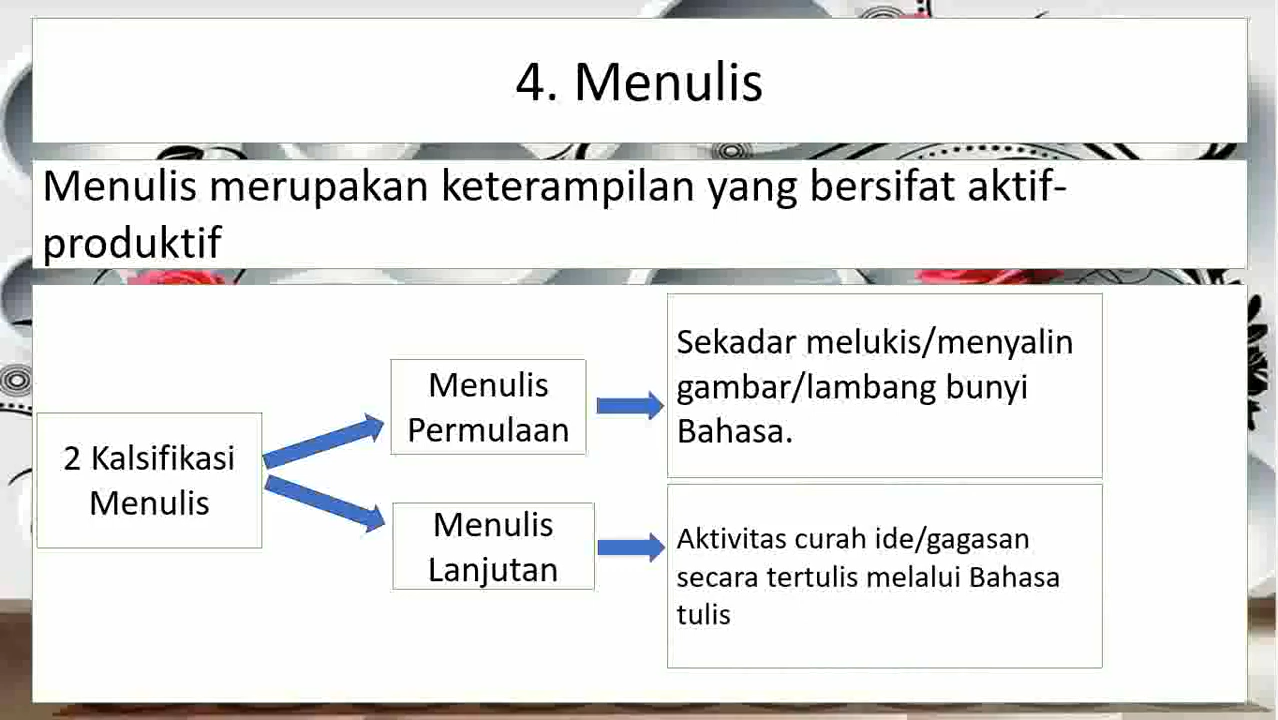 4. Menulis
Menulis merupakan keterampilan yang bersifat aktif-
produktif
2 Kalsifikasi
Menulis
Menulis
Permulaan
Sekadar melukis/menyalin
gambar/lambang bunyi
Bahasa.
Menulis
Lanjutan
Aktivitas curah ide/gagasan
secara tertulis melalui Bahasa
tulis